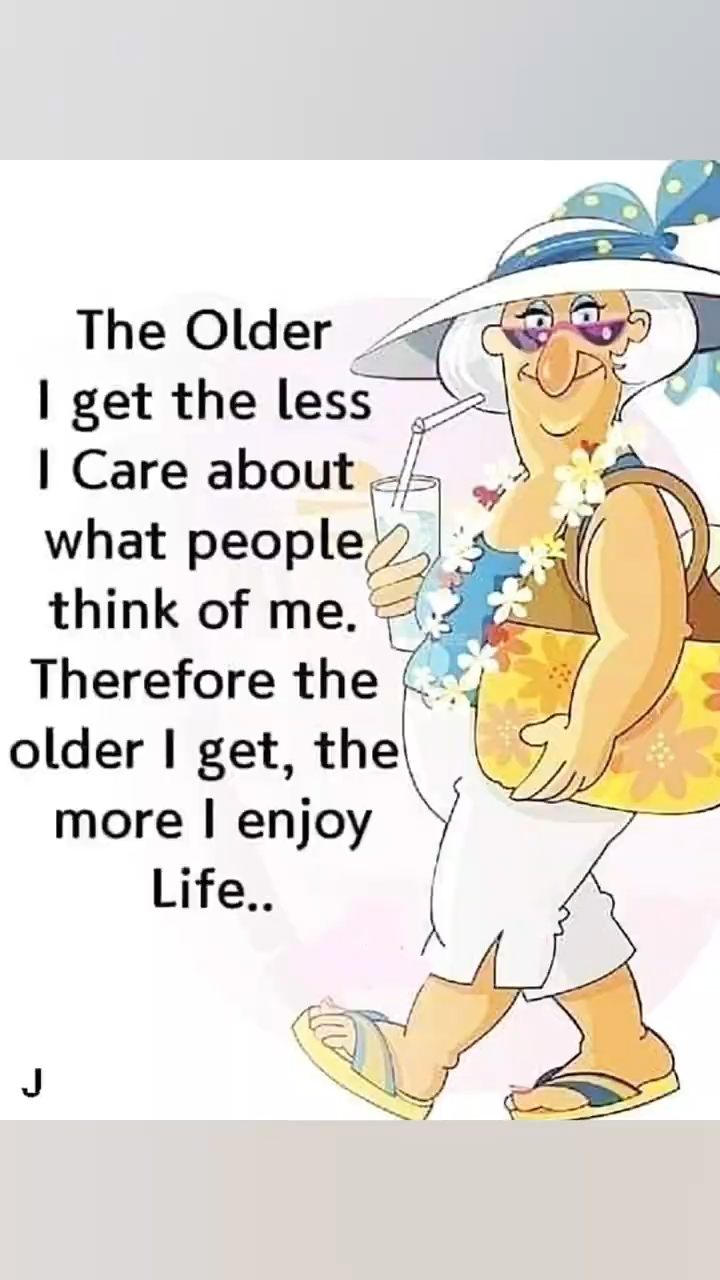 The Older
I get the less
I Care about
what people
think of me.
Therefore the
older I get, the
more I enjoy
Life..
J